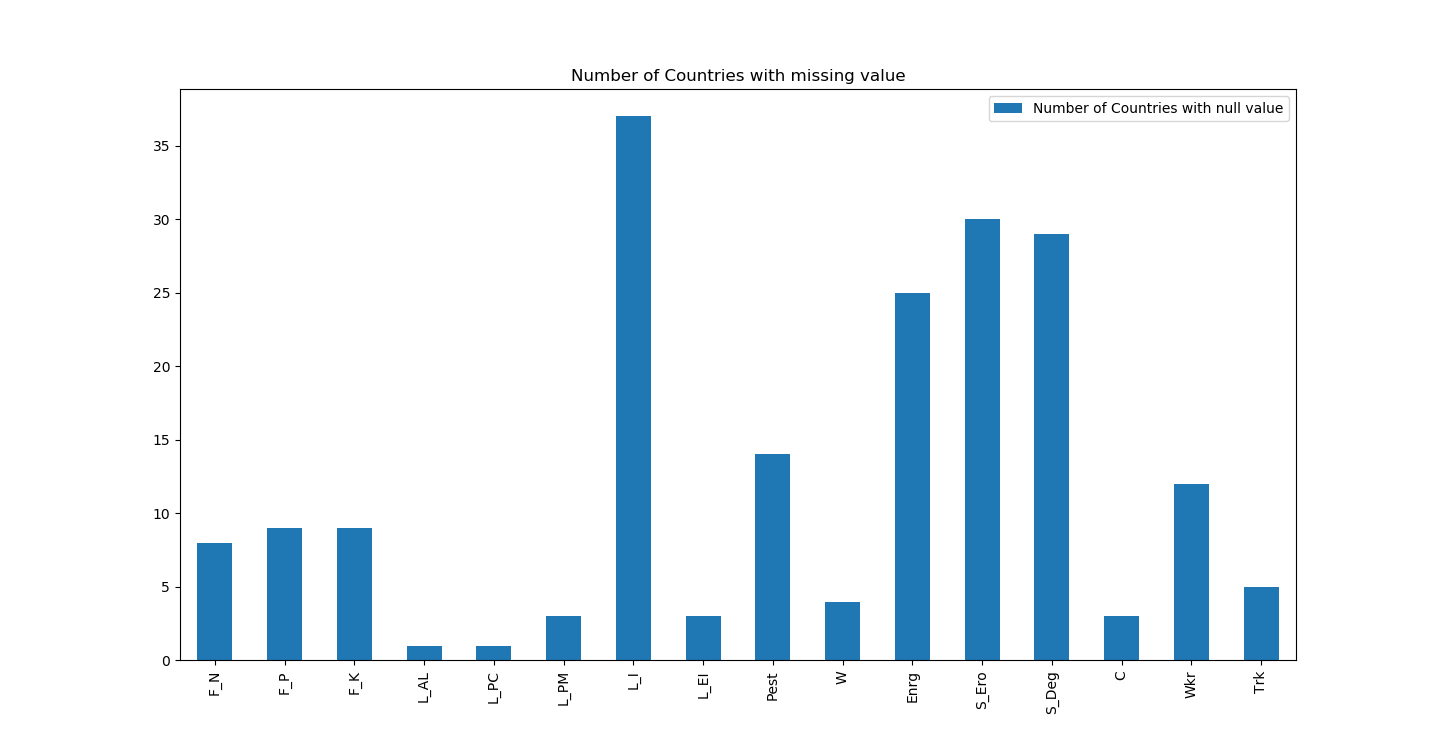 Number of Countries with missing value
Number of Countries with null value
35
30
25
20
15
10
5
0
F_N
F_P
F_K
L_AL
L_PC
L_PM
L_I
L_EI
Pest
W
Enrg
S_Ero
S_Deg
C
Wkr
Trk